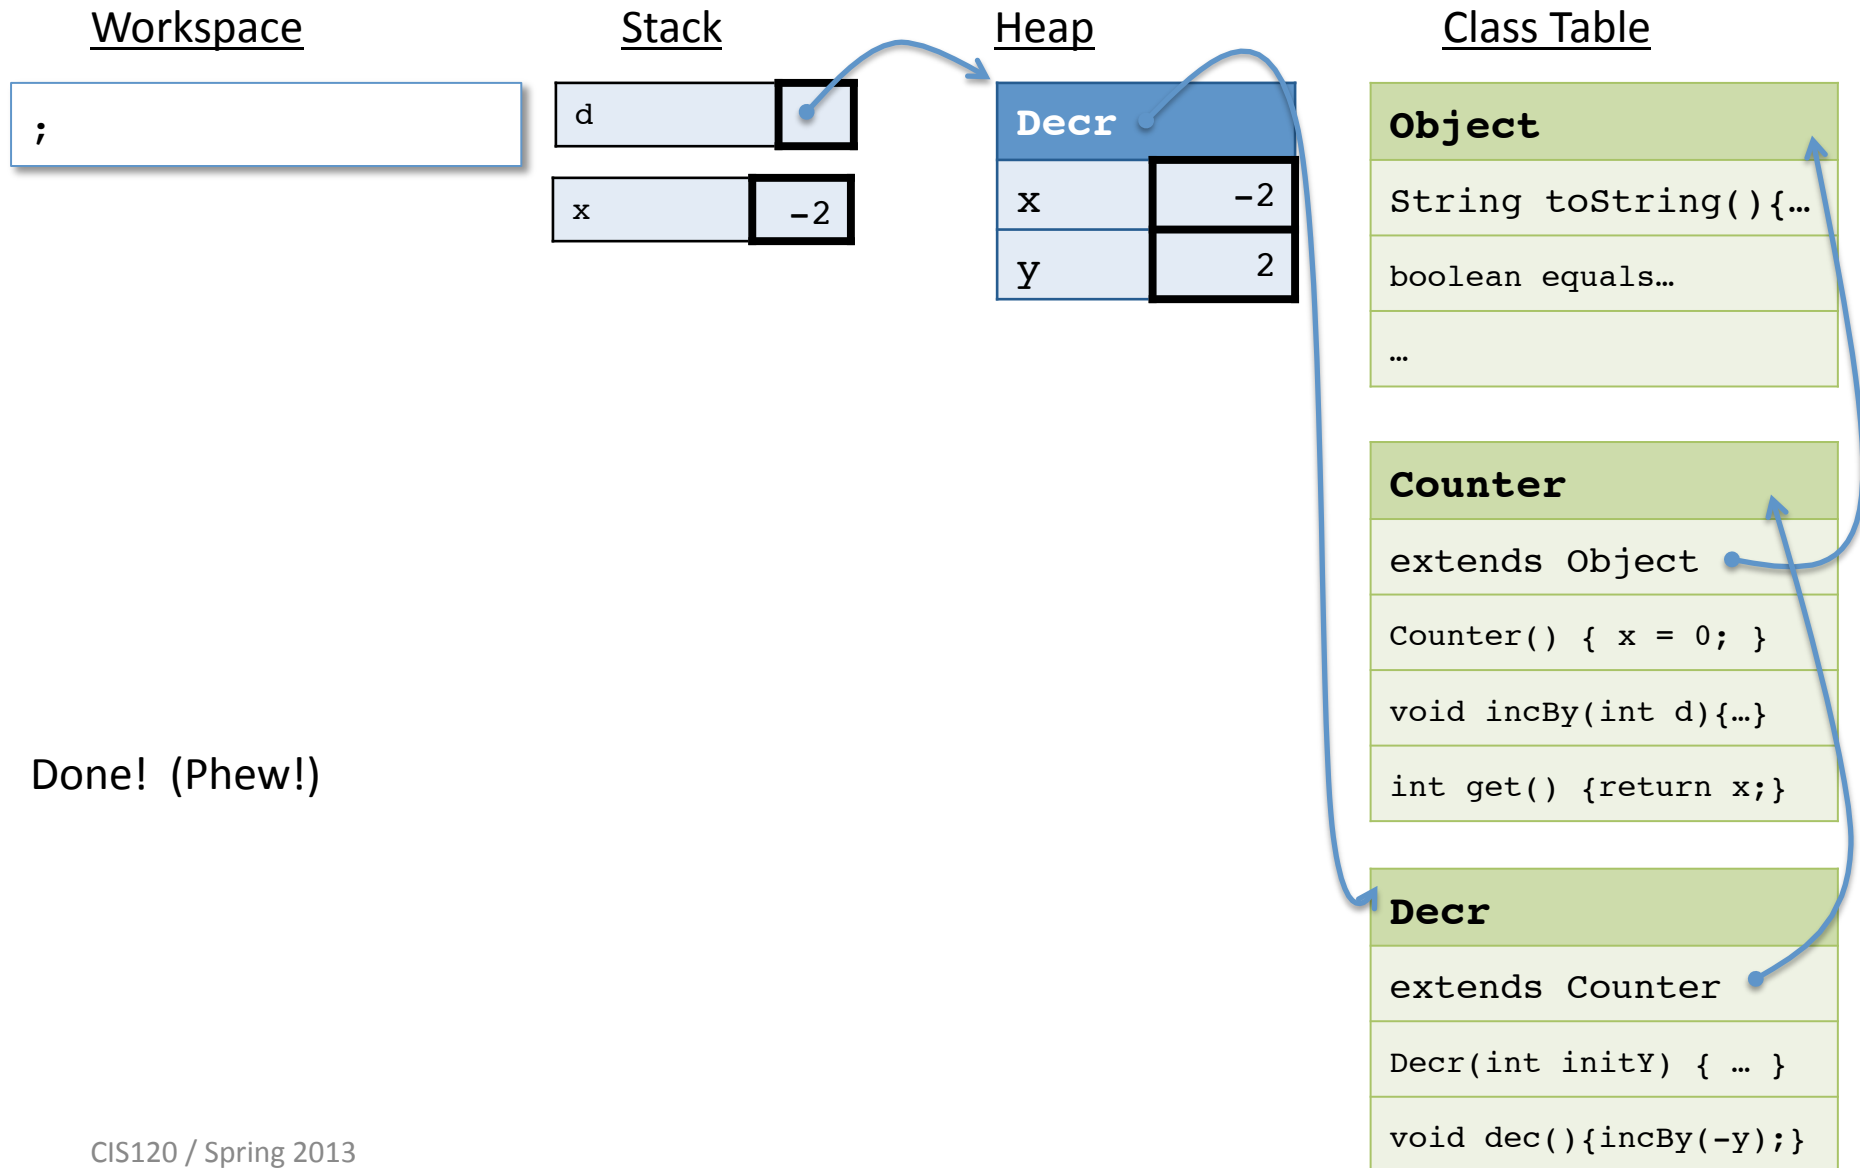 Workspace
Stack
Heap
Class Table
;
d
x
-2
Decr
x
-2
y
2
Object
String toString(){…
boolean equals…
…
Counter
extends Object
Counter() { x = 0; }
void incBy(int d){…}
int get() {return x;}
Decr
extends Counter
Decr(int initY) { … }
void dec(){incBy(-y);}
Done!  (Phew!)
CIS120 / Spring 2013